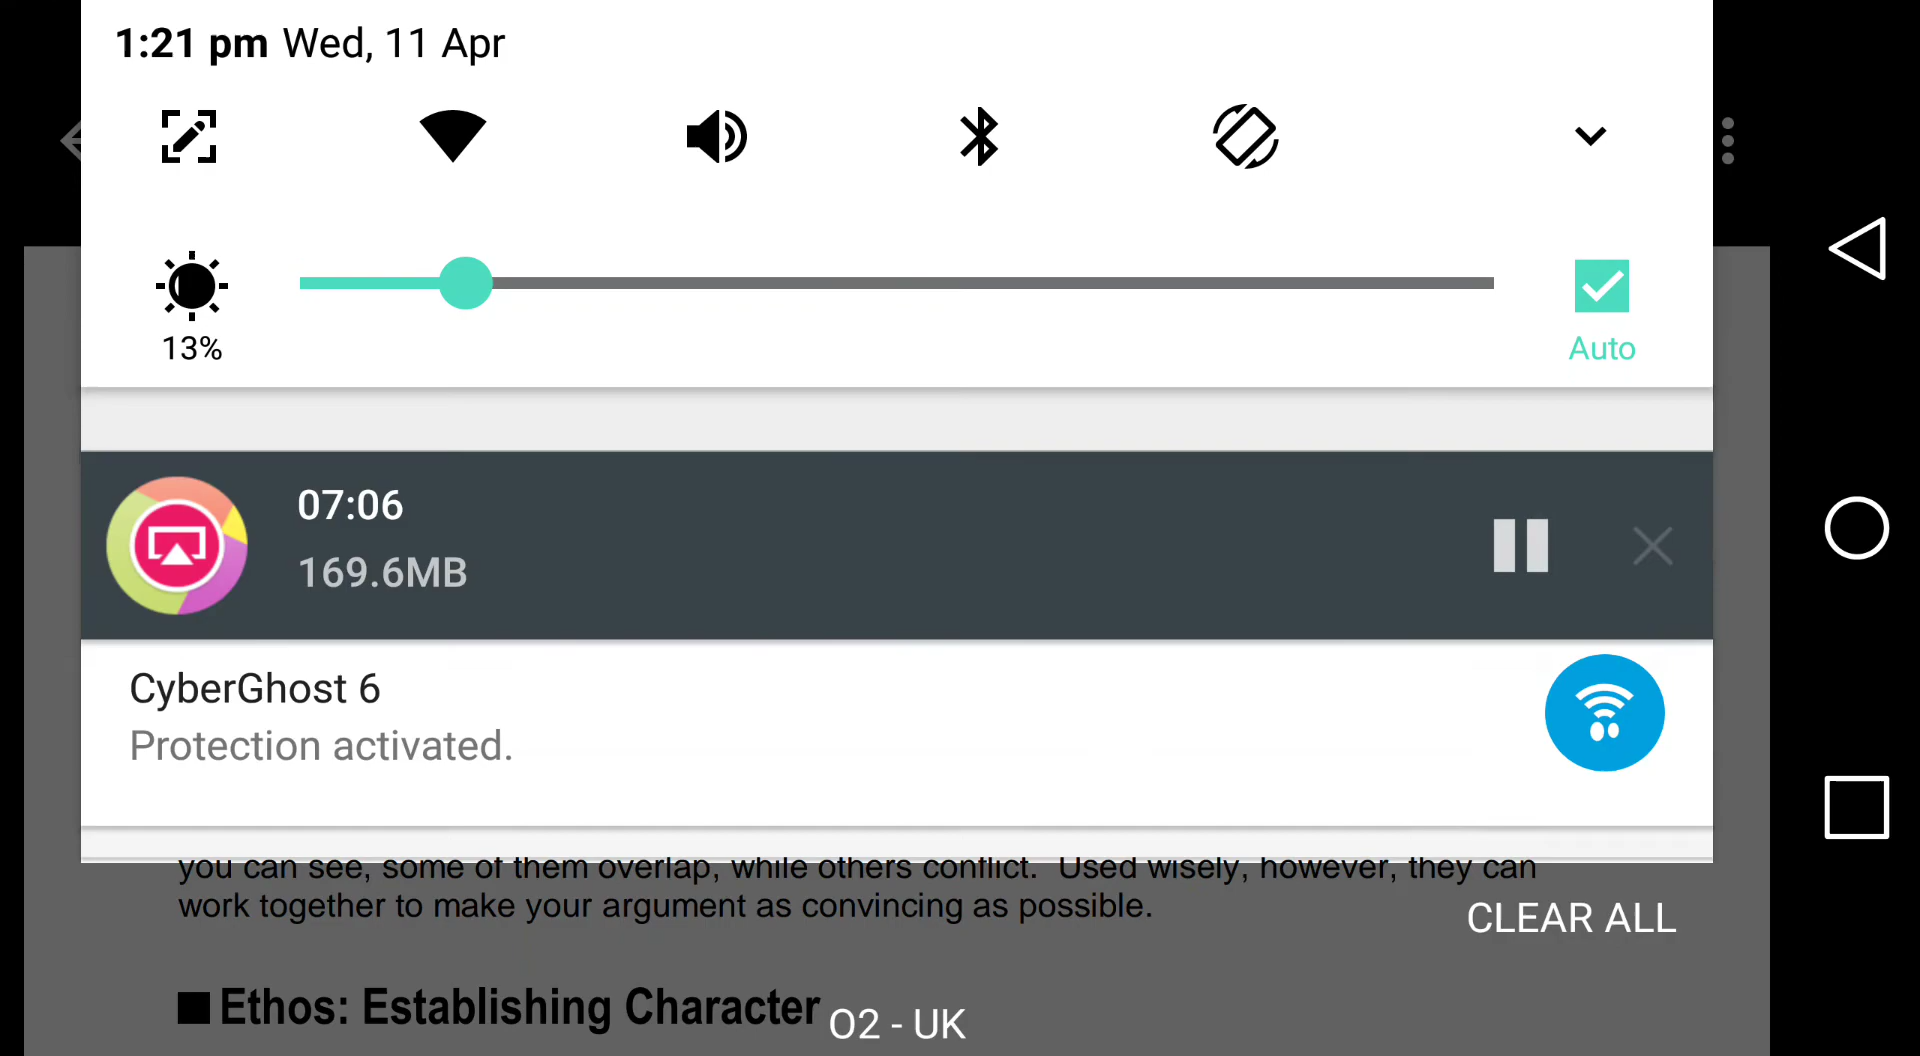 1:21 pm Wed, 11 Apr
13%
Auto
07:06
169.6MB
CyberGhost 6
Protection activated.
you can see, some of them overlap, while others conflict. Used wisely, however, they can
work together to make your argument as convincing as possible.
CLEAR ALL
Ethos: Establishing Character
O2 - UK